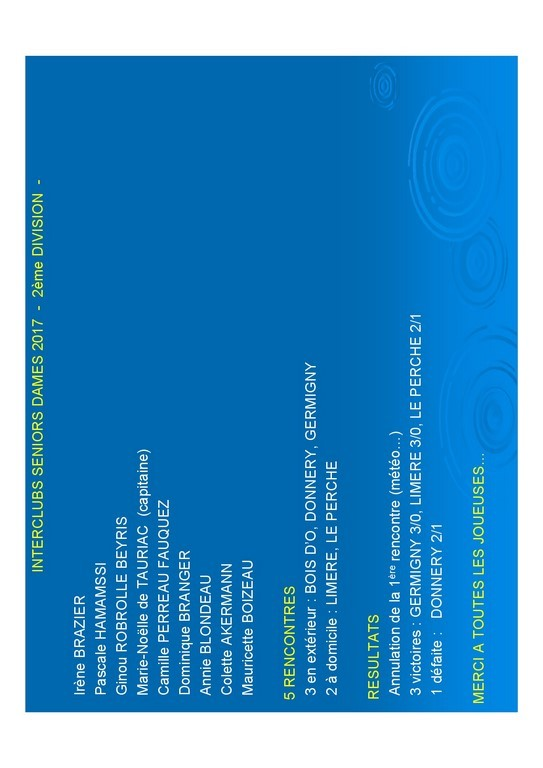 INTERCLUBS SENIORS DAMES 2017 - 2ème DIVISION -
Irène BRAZIER
Pascale HAMAMSSI
Ginou ROBROLLE BEYRIS
Marie-Noëlle de TAURIAC (capitaine)
Camille PERREAU FAUQUEZ
Dominique BRANGER
Annie BLONDEAU
Colette AKERMANN
Mauricette BOIZEAU
5 RENCONTRES
3 en extérieur : BOIS D'O, DONNERY, GERMIGNY
2 à domicile : LIMERE, LE PERCHE
RESULTATS
Annulation de la 1ère rencontre (météo...)
3 victoires : GERMIGNY 3/0, LIMERE 3/0, LE PERCHE 2/1
1 défaite : DONNERY 2/1
MERCI A TOUTES LES JOUEUSES...